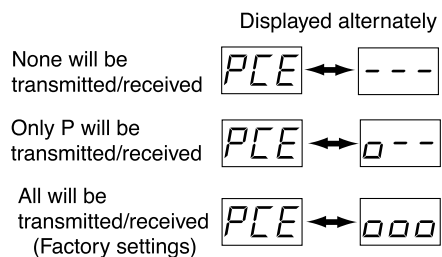 Displayed alternately
None will be
transmitted/received
PCE
---
Only P will be
transmitted/received
PCE
o--
All will be
transmitted/received
(Factory settings)
PCE
ooo